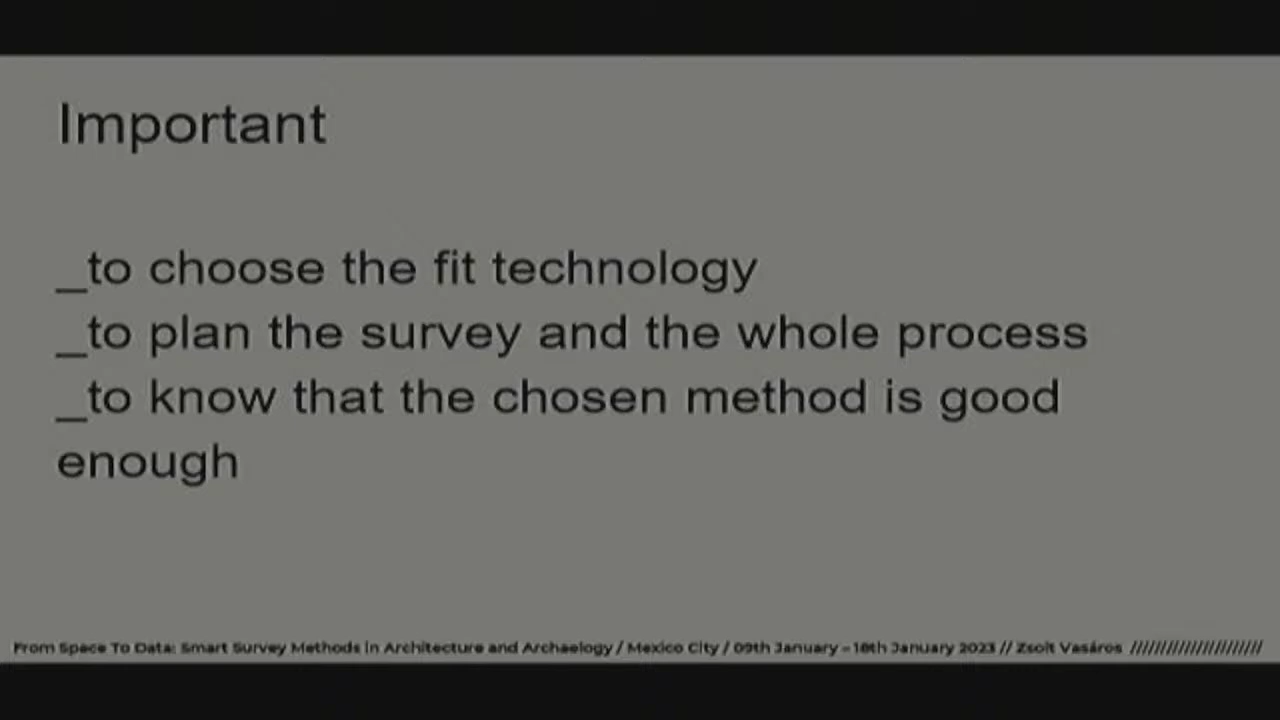 Important
_to choose the fit technology
_to plan the survey and the whole process
_to know that the chosen method is good
enough
From Space To Data: Smart Survey Methods in Architecture and Archaelogy / Mexico City / 09th January - 18th January 2023 // Zsolt Vasáros //////////////////////